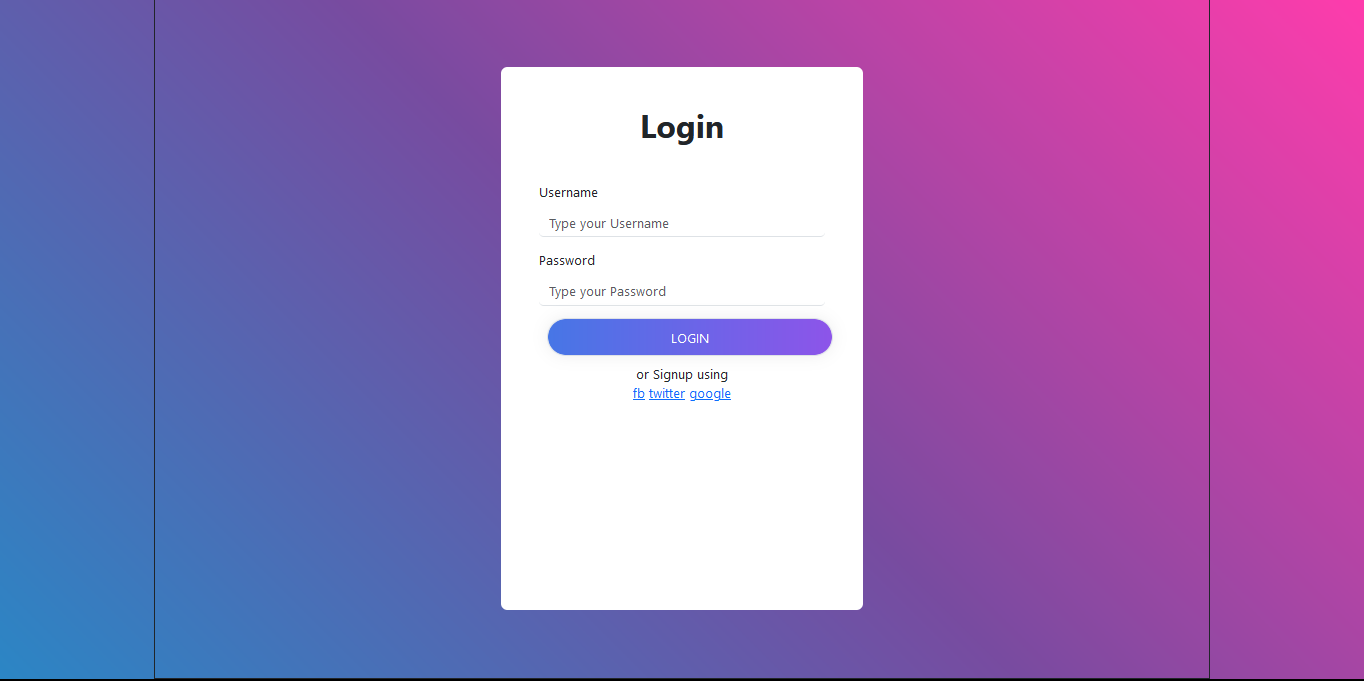 Login
Username
Type your Username
Password
Type your Password
LOGIN
or Signup using
fb twitter google